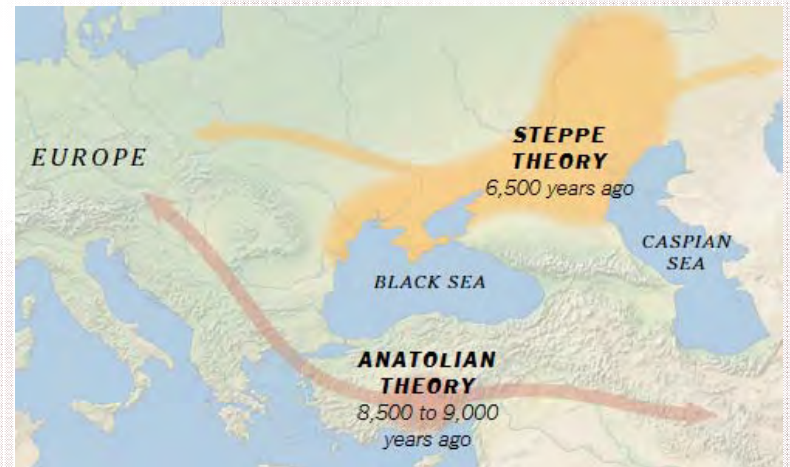 STEPPE
THEORY
6,500 years ago
EUROPE
CASPIAN
SEA
BLACK SEA
ANATOLIAN
THEORY
8,500 to 9,000
years ago